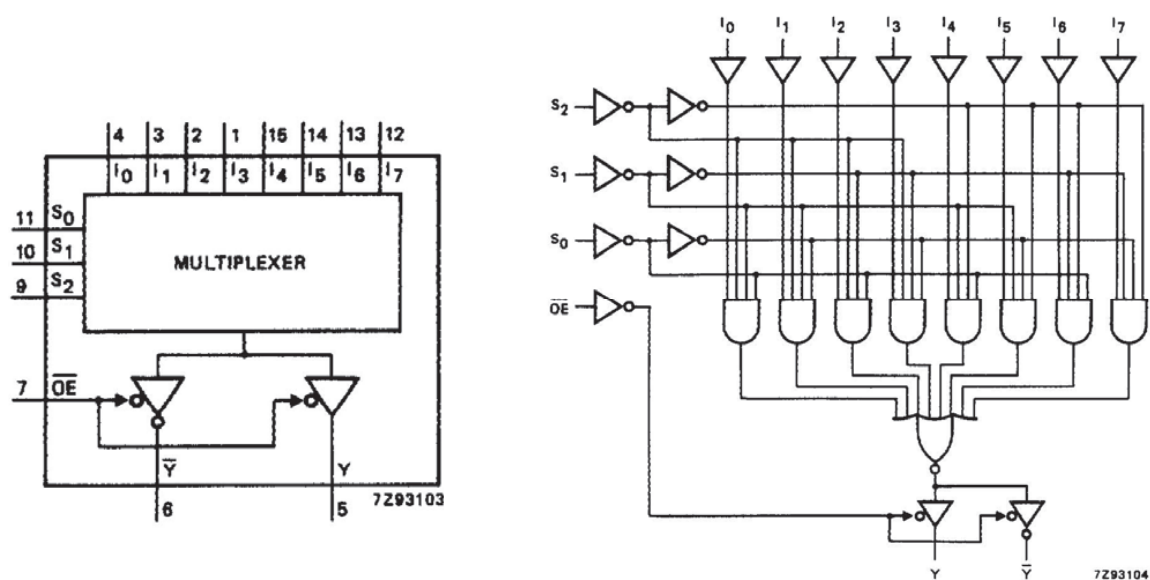 4 3 2 1 15 14 13 12
I0 I1 I2 I3 I4 I5 I6 I7
11 S0
10 S1
9 S2
MULTIPLEXER
7 O̅E̅
Y̅ Y
7Z93103
6 5
I0 I1 I2 I3 I4 I5 I6 I7
S2
S1
S0
O̅E̅
Y Y̅
7Z93104